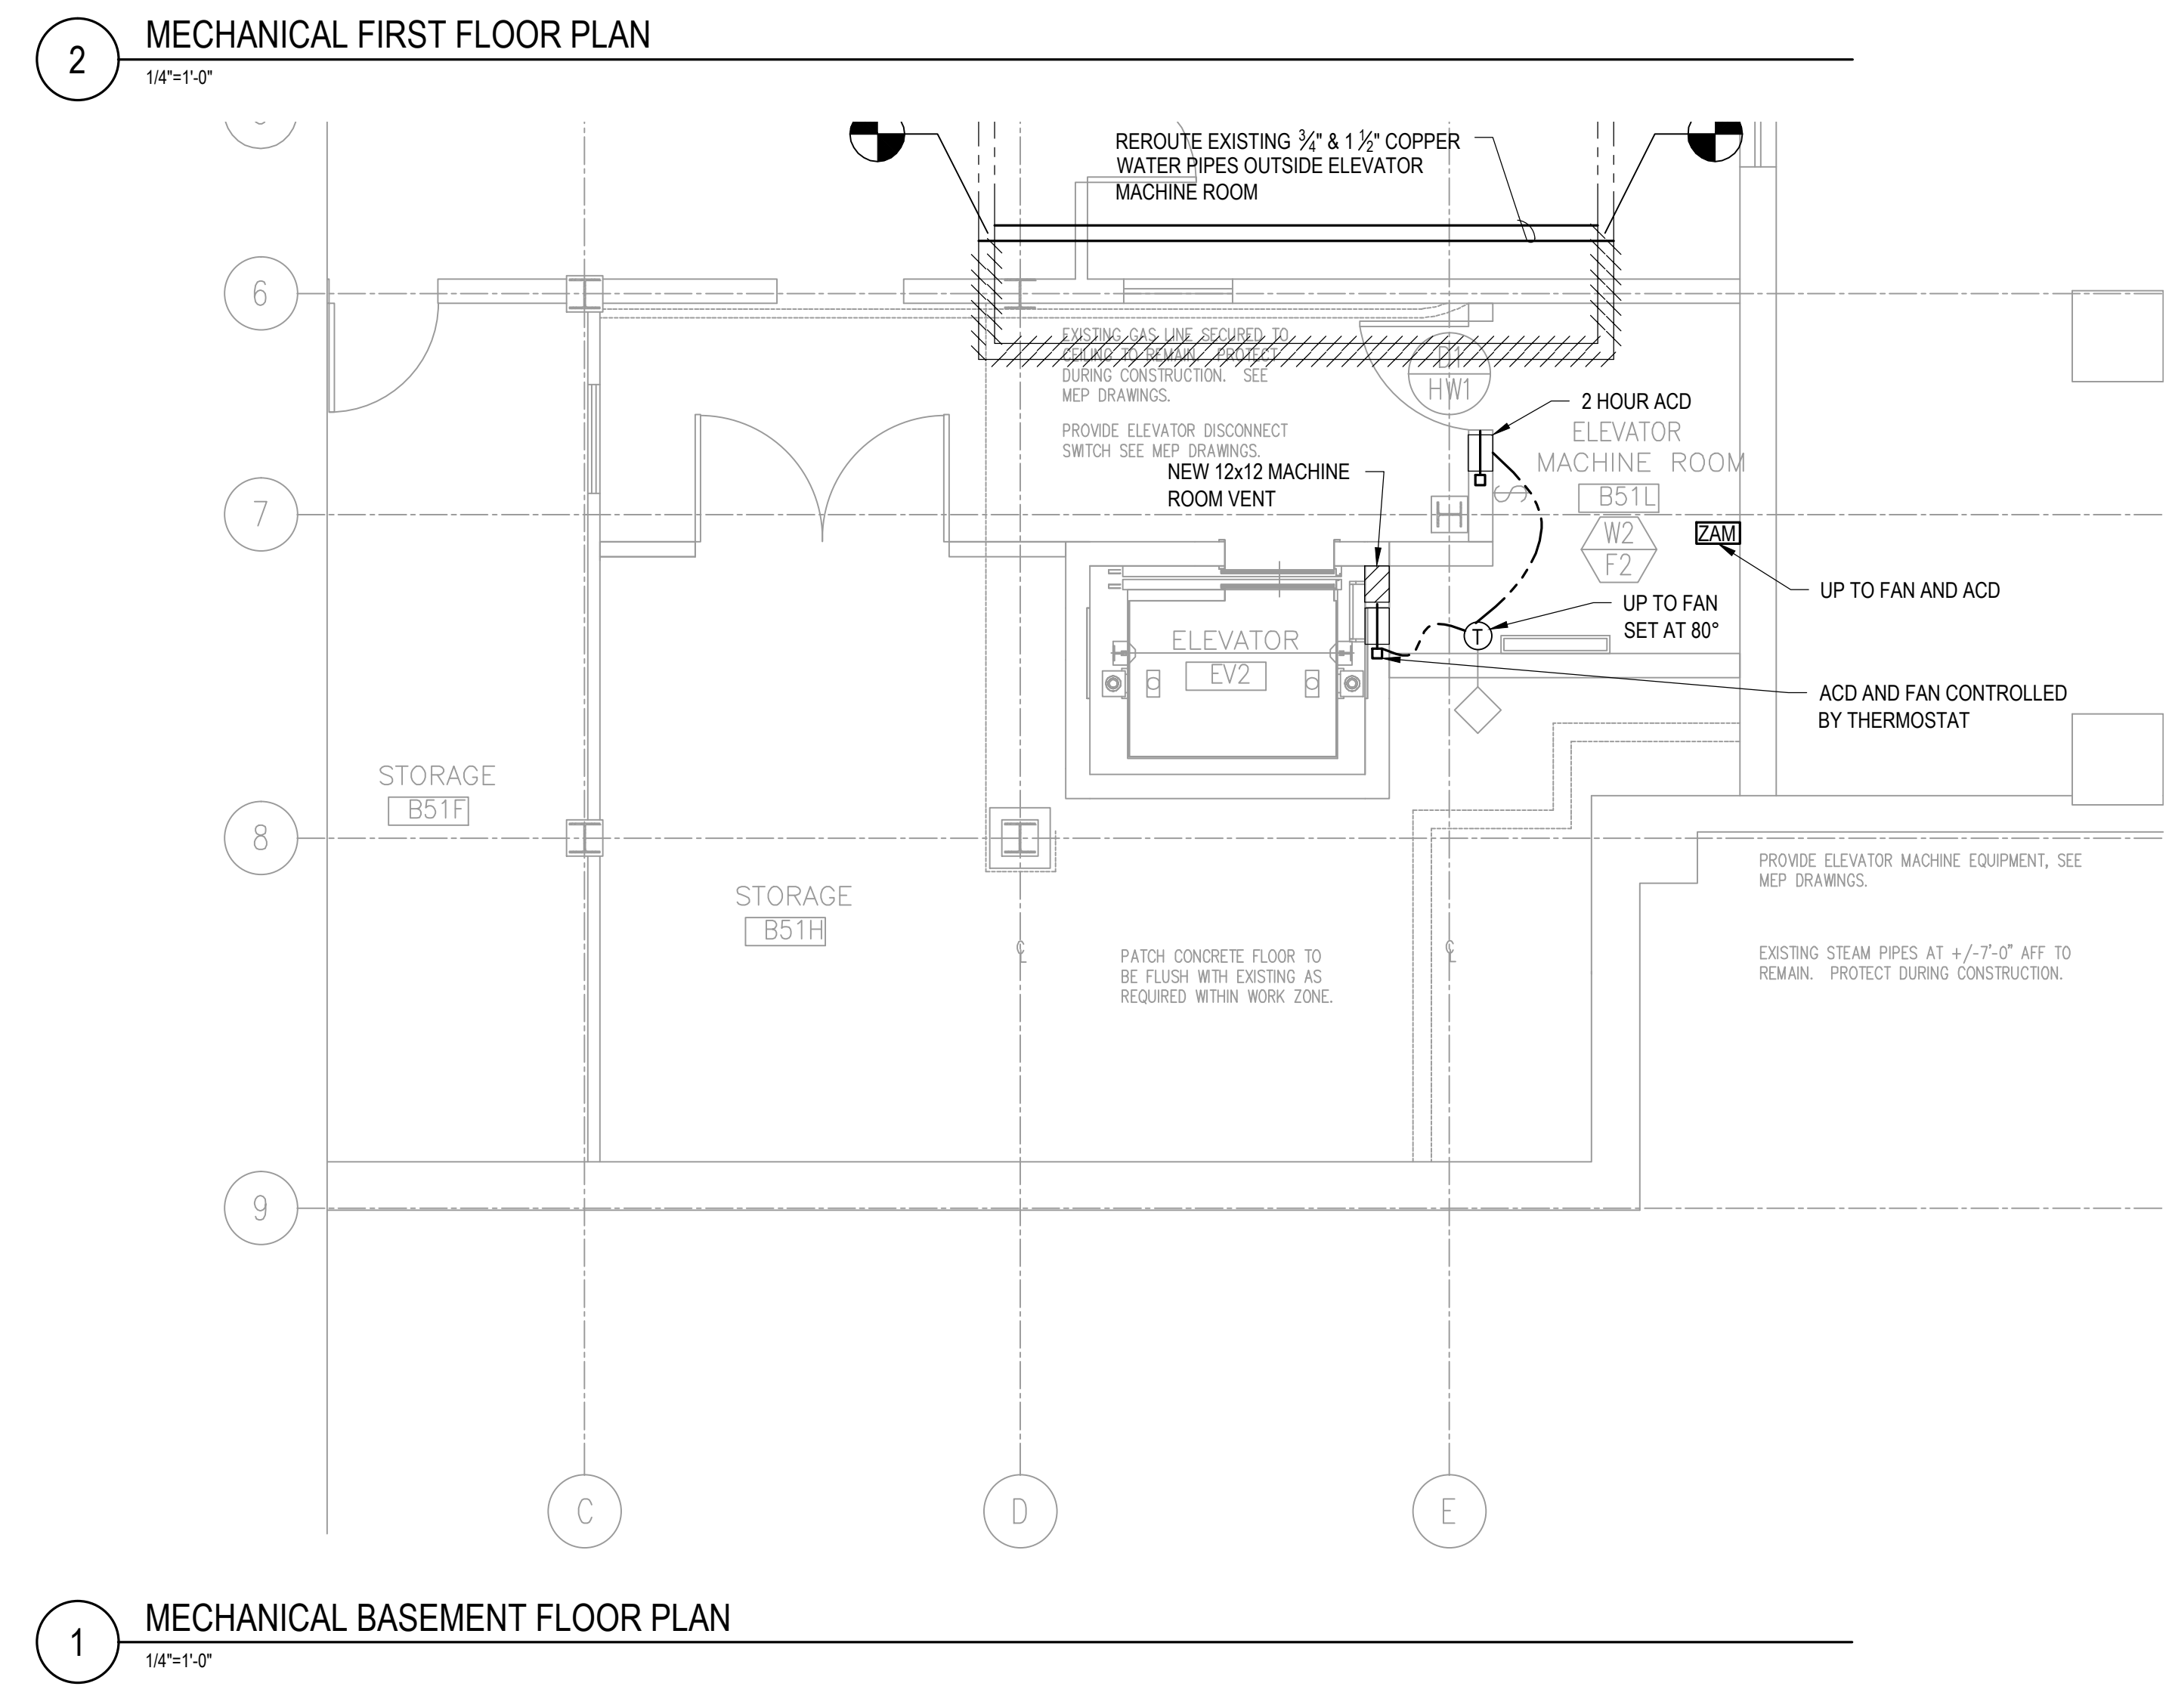 2
MECHANICAL FIRST FLOOR PLAN
1/4"=1'-0"
REROUTE EXISTING 3/4" & 1 1/2" COPPER
WATER PIPES OUTSIDE ELEVATOR
MACHINE ROOM
6
EXISTING GAS LINE SECURED TO
CEILING TO REMAIN. PROTECT
DURING CONSTRUCTION. SEE
MEP DRAWINGS.
D1
HW1
2 HOUR ACD
PROVIDE ELEVATOR DISCONNECT
SWITCH SEE MEP DRAWINGS.
ELEVATOR
MACHINE ROOM
B51L
NEW 12x12 MACHINE
ROOM VENT
7
$
W2
F2
ZAM
UP TO FAN AND ACD
UP TO FAN
SET AT 80°
T
ELEVATOR
EV2
ACD AND FAN CONTROLLED
BY THERMOSTAT
STORAGE
B51F
8
STORAGE
B51H
PROVIDE ELEVATOR MACHINE EQUIPMENT, SEE
MEP DRAWINGS.
℄
℄
PATCH CONCRETE FLOOR TO
BE FLUSH WITH EXISTING AS
REQUIRED WITHIN WORK ZONE.
EXISTING STEAM PIPES AT +/-7'-0" AFF TO
REMAIN. PROTECT DURING CONSTRUCTION.
9
C
D
E
1
MECHANICAL BASEMENT FLOOR PLAN
1/4"=1'-0"